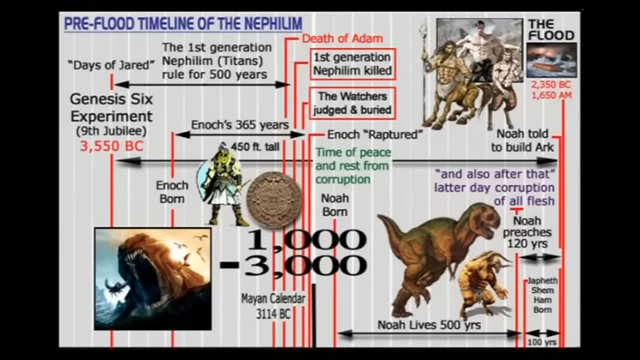 PRE-FLOOD TIMELINE OF THE NEPHILIM
THE
FLOOD
2,350 BC
1,650 AM
Death of Adam
The 1st generation
Nephilim (Titans)
rule for 500 years
"Days of Jared"
1st generation
Nephilim killed
Genesis Six
Experiment
(9th Jubilee)
3,550 BC
The Watchers
judged & buried
Enoch's 365 years
Enoch "Raptured"
Noah told
to build Ark
450 ft. tall
Time of peace
and rest from
corruption
"and also after that"
latter day corruption
of all flesh
Enoch
Born
Noah
Born
Noah
preaches
120 yrs
1,000
-3,000
Mayan Calendar
3114 BC
Japheth
Shem
Ham
Born
Noah Lives 500 yrs
100 yrs